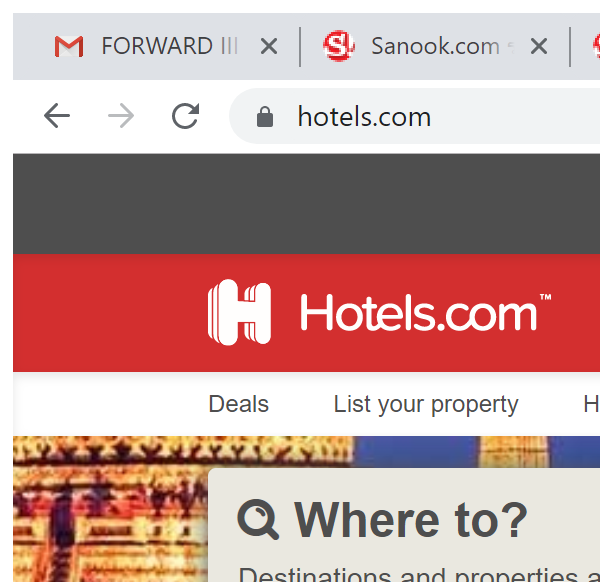 FORWARD III
Sanook.com
hotels.com
H Hotels.com™
Deals
List your property
H
Where to?
Destinations and properties a